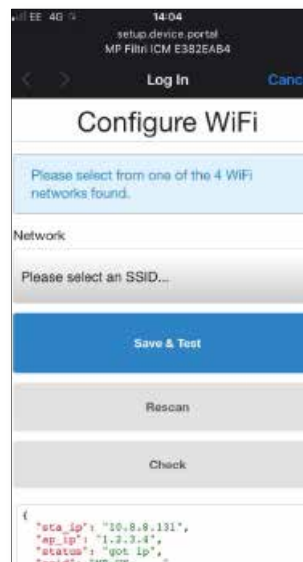 EE 4G 14:04
setup.device.portal
MP Filtri ICM E382EAB4
Log In Canc
Configure WiFi
Please select from one of the 4 WiFi
networks found.
Network
Please select an SSID...
Save & Test
Rescan
Check
{
"sta_ip": "10.8.8.131",
"ap_ip": "1.2.3.4",
"status": "got ip",